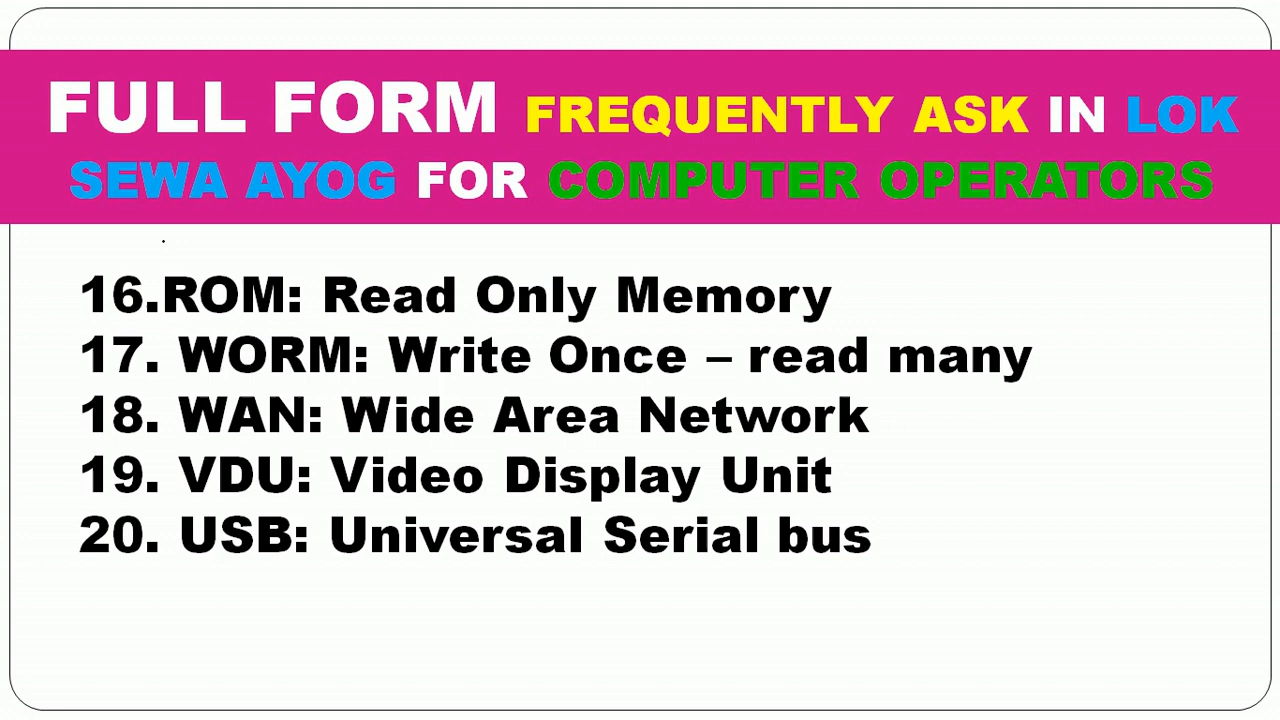 FULL FORM FREQUENTLY ASK IN LOK
SEWA AYOG FOR COMPUTER OPERATORS
16.ROM: Read Only Memory
17. WORM: Write Once – read many
18. WAN: Wide Area Network
19. VDU: Video Display Unit
20. USB: Universal Serial bus